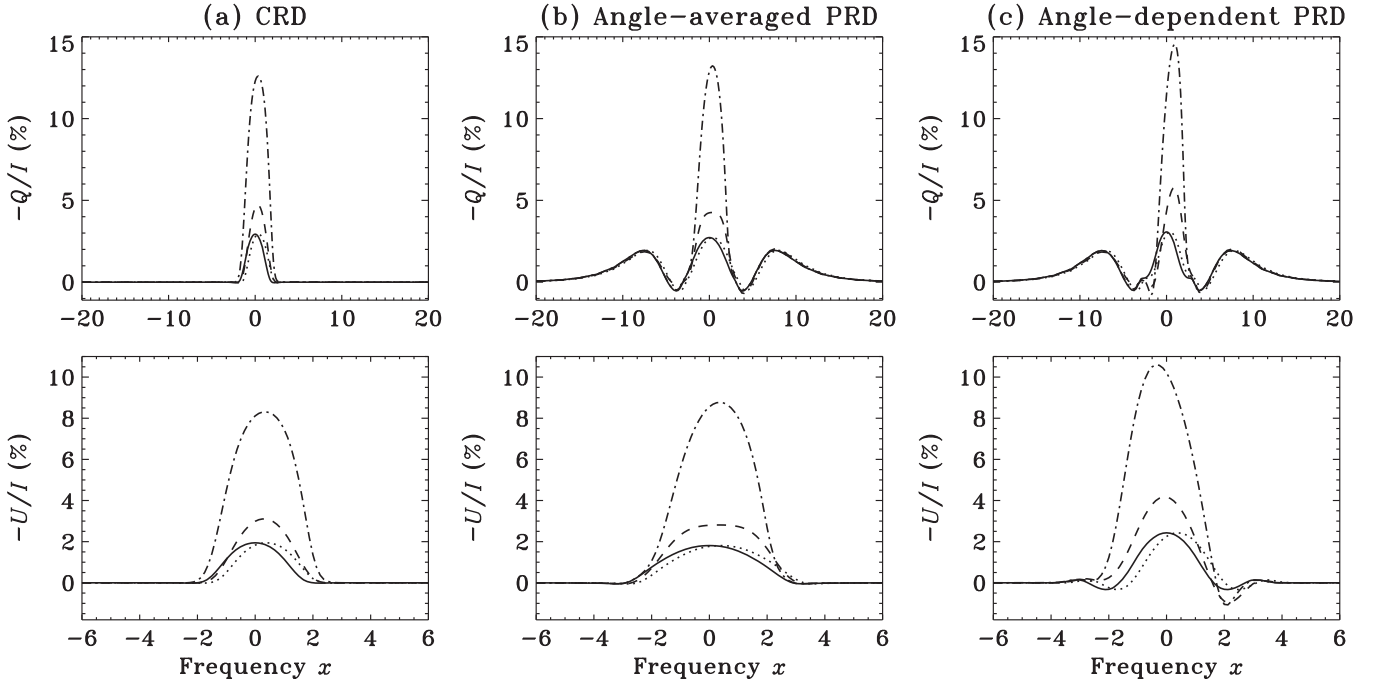 (a) CRD
(b) Angle−averaged PRD
(c) Angle−dependent PRD
−Q/I (%)
15
10
5
0
−20 −10 0 10 20
−Q/I (%)
15
10
5
0
−20 −10 0 10 20
−Q/I (%)
15
10
5
0
−20 −10 0 10 20
−U/I (%)
10
8
6
4
2
0
−6 −4 −2 0 2 4 6
Frequency x
−U/I (%)
10
8
6
4
2
0
−6 −4 −2 0 2 4 6
Frequency x
−U/I (%)
10
8
6
4
2
0
−6 −4 −2 0 2 4 6
Frequency x